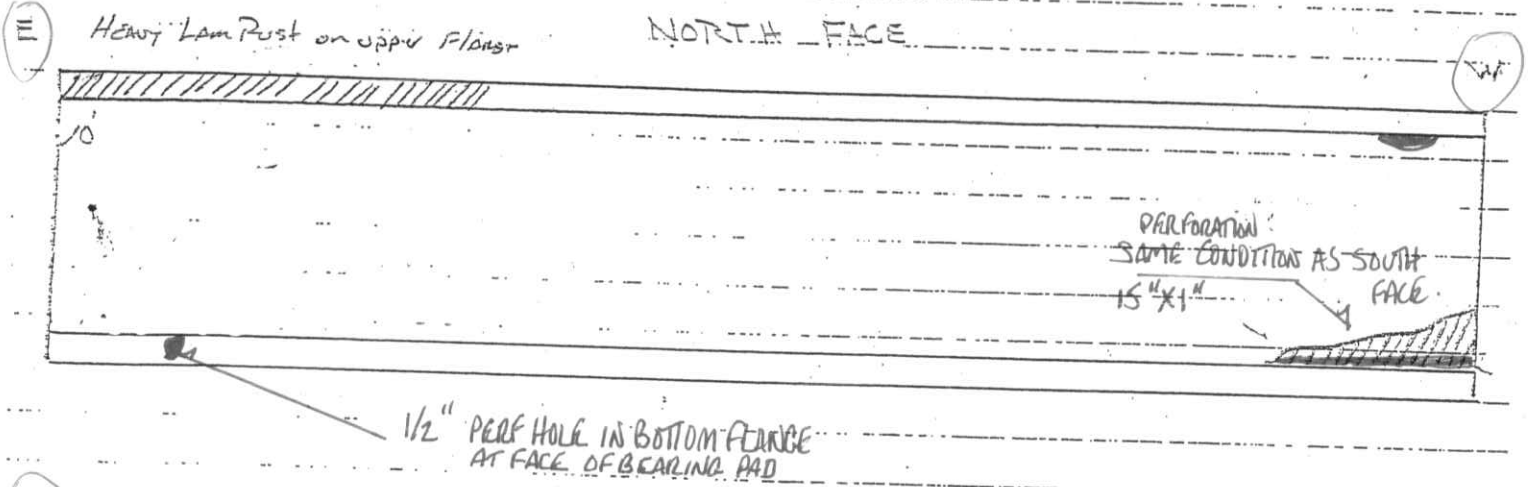 E
Heavy Lam Rust on upper Flange
NORTH FACE
W
10'
PERFORATION:
SAME CONDITION AS SOUTH
FACE.
15"X1"
1/2" PERF HOLE IN BOTTOM FLANGE
AT FACE OF BEARING PAD